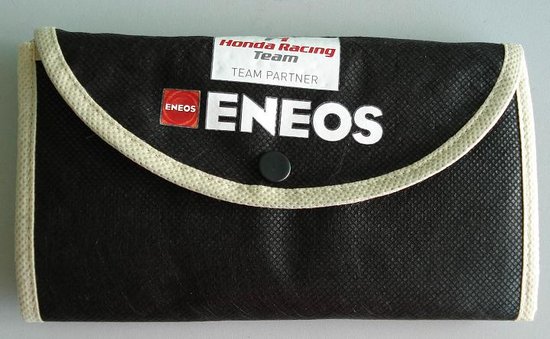 Honda Racing
Team
TEAM PARTNER
ENEOS
ENEOS